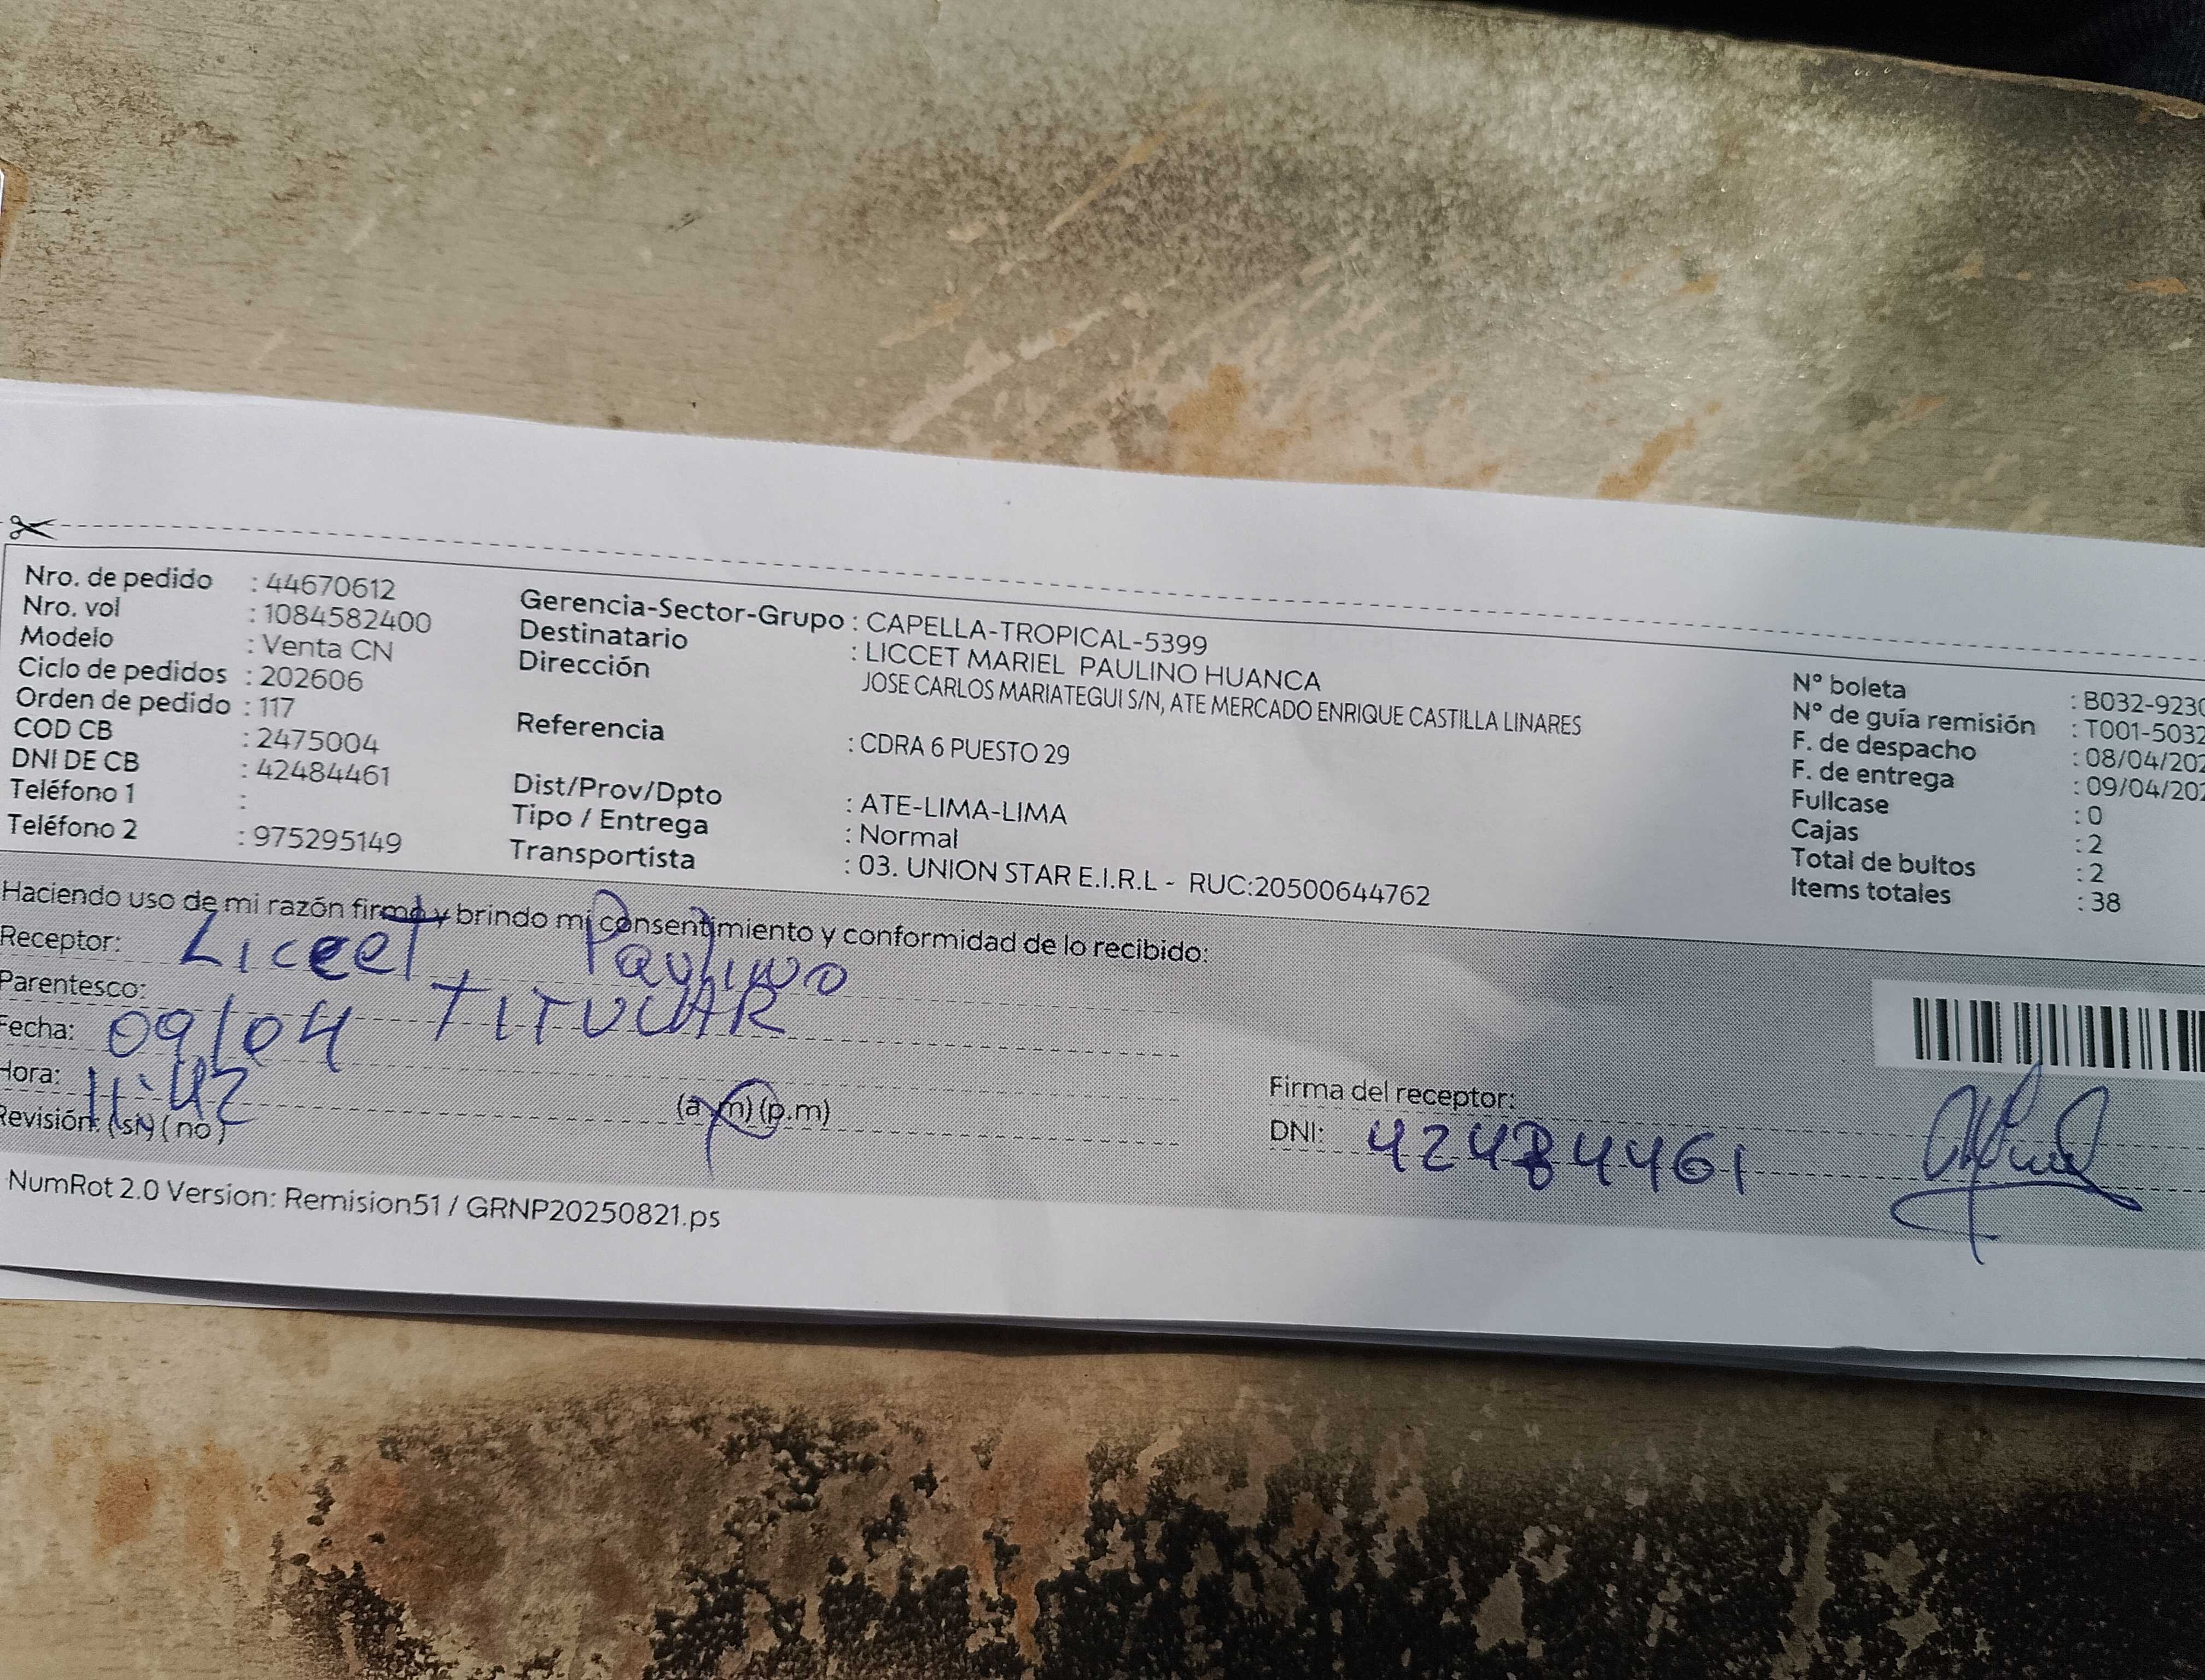 Nro. de pedido : 44670612
Nro. vol : 1084582400
Modelo : Venta CN
Ciclo de pedidos : 202606
Orden de pedido : 117
COD CB : 2475004
DNI DE CB : 42484461
Teléfono 1 :
Teléfono 2 : 975295149
Gerencia-Sector-Grupo : CAPELLA-TROPICAL-5399
Destinatario : LICCET MARIEL PAULINO HUANCA
Dirección JOSE CARLOS MARIATEGUI S/N, ATE MERCADO ENRIQUE CASTILLA LINARES
Referencia : CDRA 6 PUESTO 29
Dist/Prov/Dpto : ATE-LIMA-LIMA
Tipo / Entrega : Normal
Transportista : 03. UNION STAR E.I.R.L - RUC:20500644762
N° boleta : B032-923
N° de guía remisión : T001-5032
F. de despacho : 08/04/202
F. de entrega : 09/04/202
Fullcase : 0
Cajas : 2
Total de bultos : 2
Items totales : 38
Haciendo uso de mi razón firmo y brindo mi consentimiento y conformidad de lo recibido:
Receptor: Liccet Paulino
Parentesco: TITULAR
Fecha: 09/04
Hora: 11:42 (a.m) (p.m)
Revisión: (si) (no)
Firma del receptor:
DNI: 42484461
NumRot 2.0 Version: Remision51 / GRNP20250821.ps